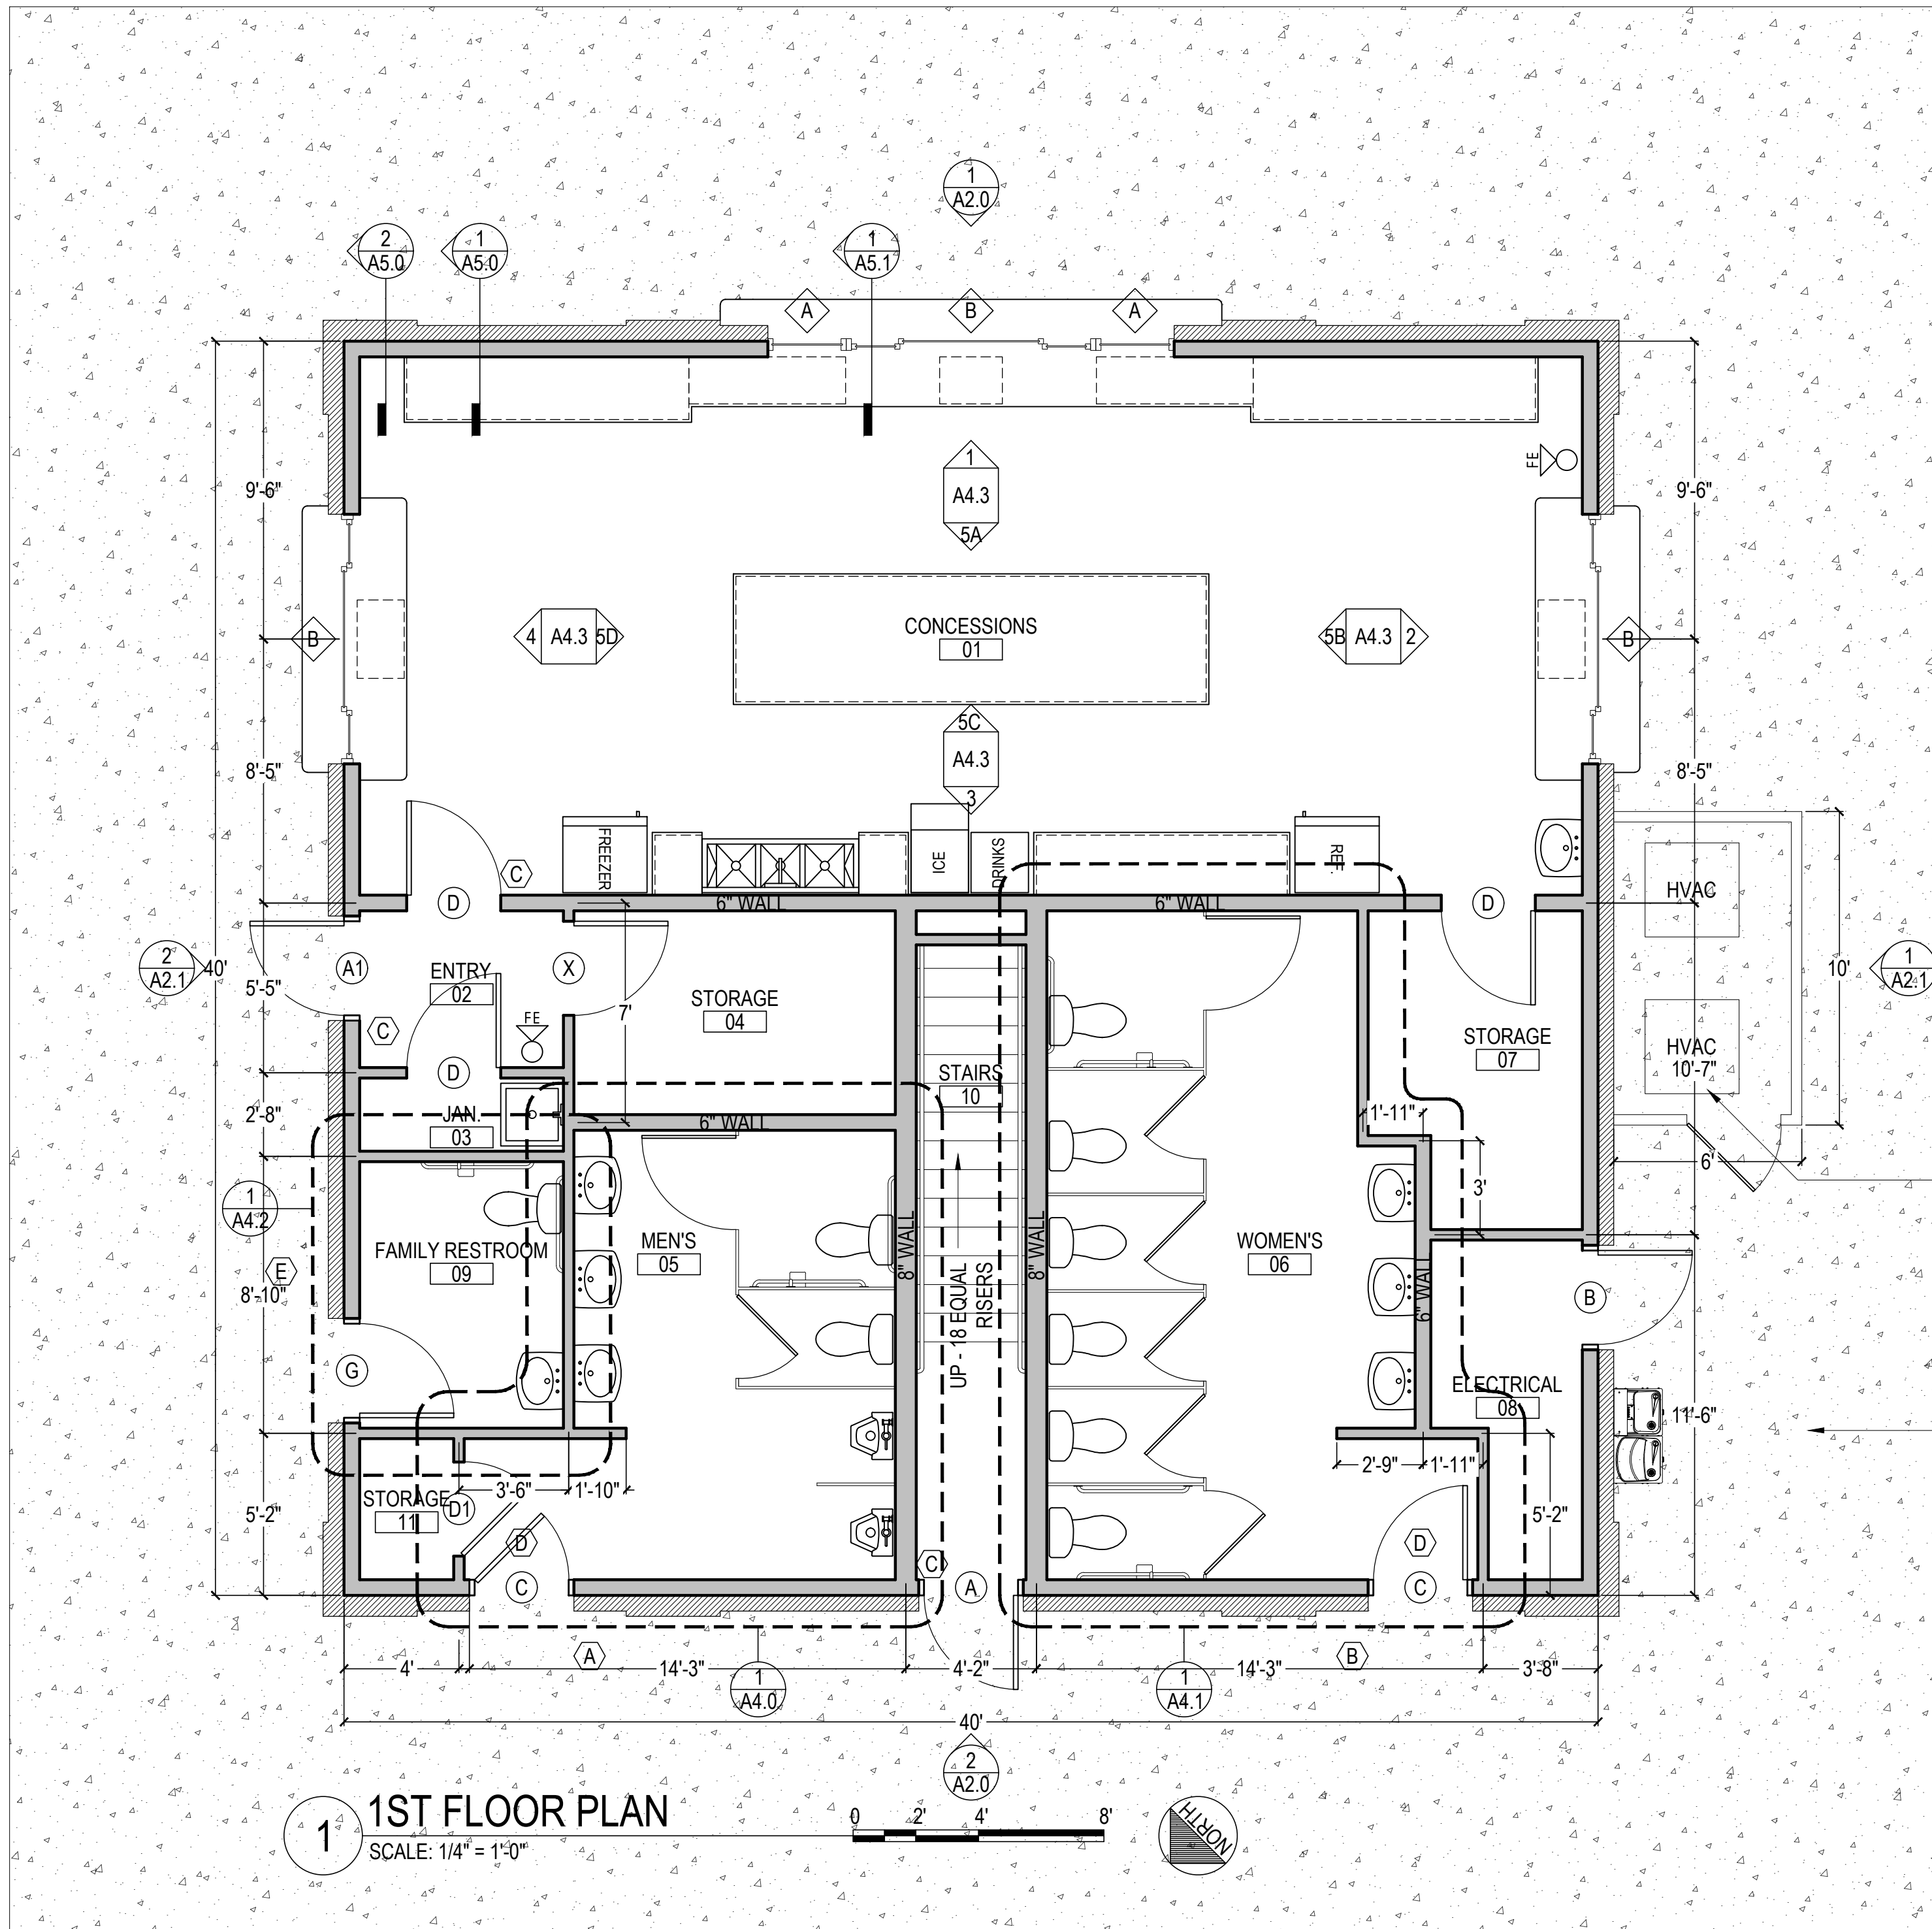 1
A2.0
2
A5.0
1
A5.0
1
A5.1
A
B
A
9'-6"
1
A4.3
5A
FE
9'-6"
B
4 A4.3 5D
CONCESSIONS
01
5B A4.3 2
B
8'-5"
5C
A4.3
3
8'-5"
FREEZER
ICE
DRINKS
REF.
HVAC
C
D
6" WALL
6" WALL
D
2
A2.1
40'
A1
5'-5"
ENTRY
02
X
C
FE
7'
STORAGE
04
10'
1
A2.1
STORAGE
07
HVAC
10'-7"
D
STAIRS
10
2'-8"
JAN.
03
6" WALL
1'-11"
3'
6'
1
A4.2
E
8'-10"
FAMILY RESTROOM
09
MEN'S
05
8" WALL
UP - 18 EQUAL
RISERS
8" WALL
WOMEN'S
06
6" WALL
B
G
ELECTRICAL
08
11'-6"
2'-9"
1'-11"
3'-6"
1'-10"
STORAGE
11
D1
5'-2"
5'-2"
D
C
C
A
D
C
A
B
4'
14'-3"
1
A4.0
4'-2"
14'-3"
1
A4.1
3'-8"
40'
2
A2.0
1
1ST FLOOR PLAN
SCALE: 1/4" = 1'-0"
0 2' 4' 8'
NORTH